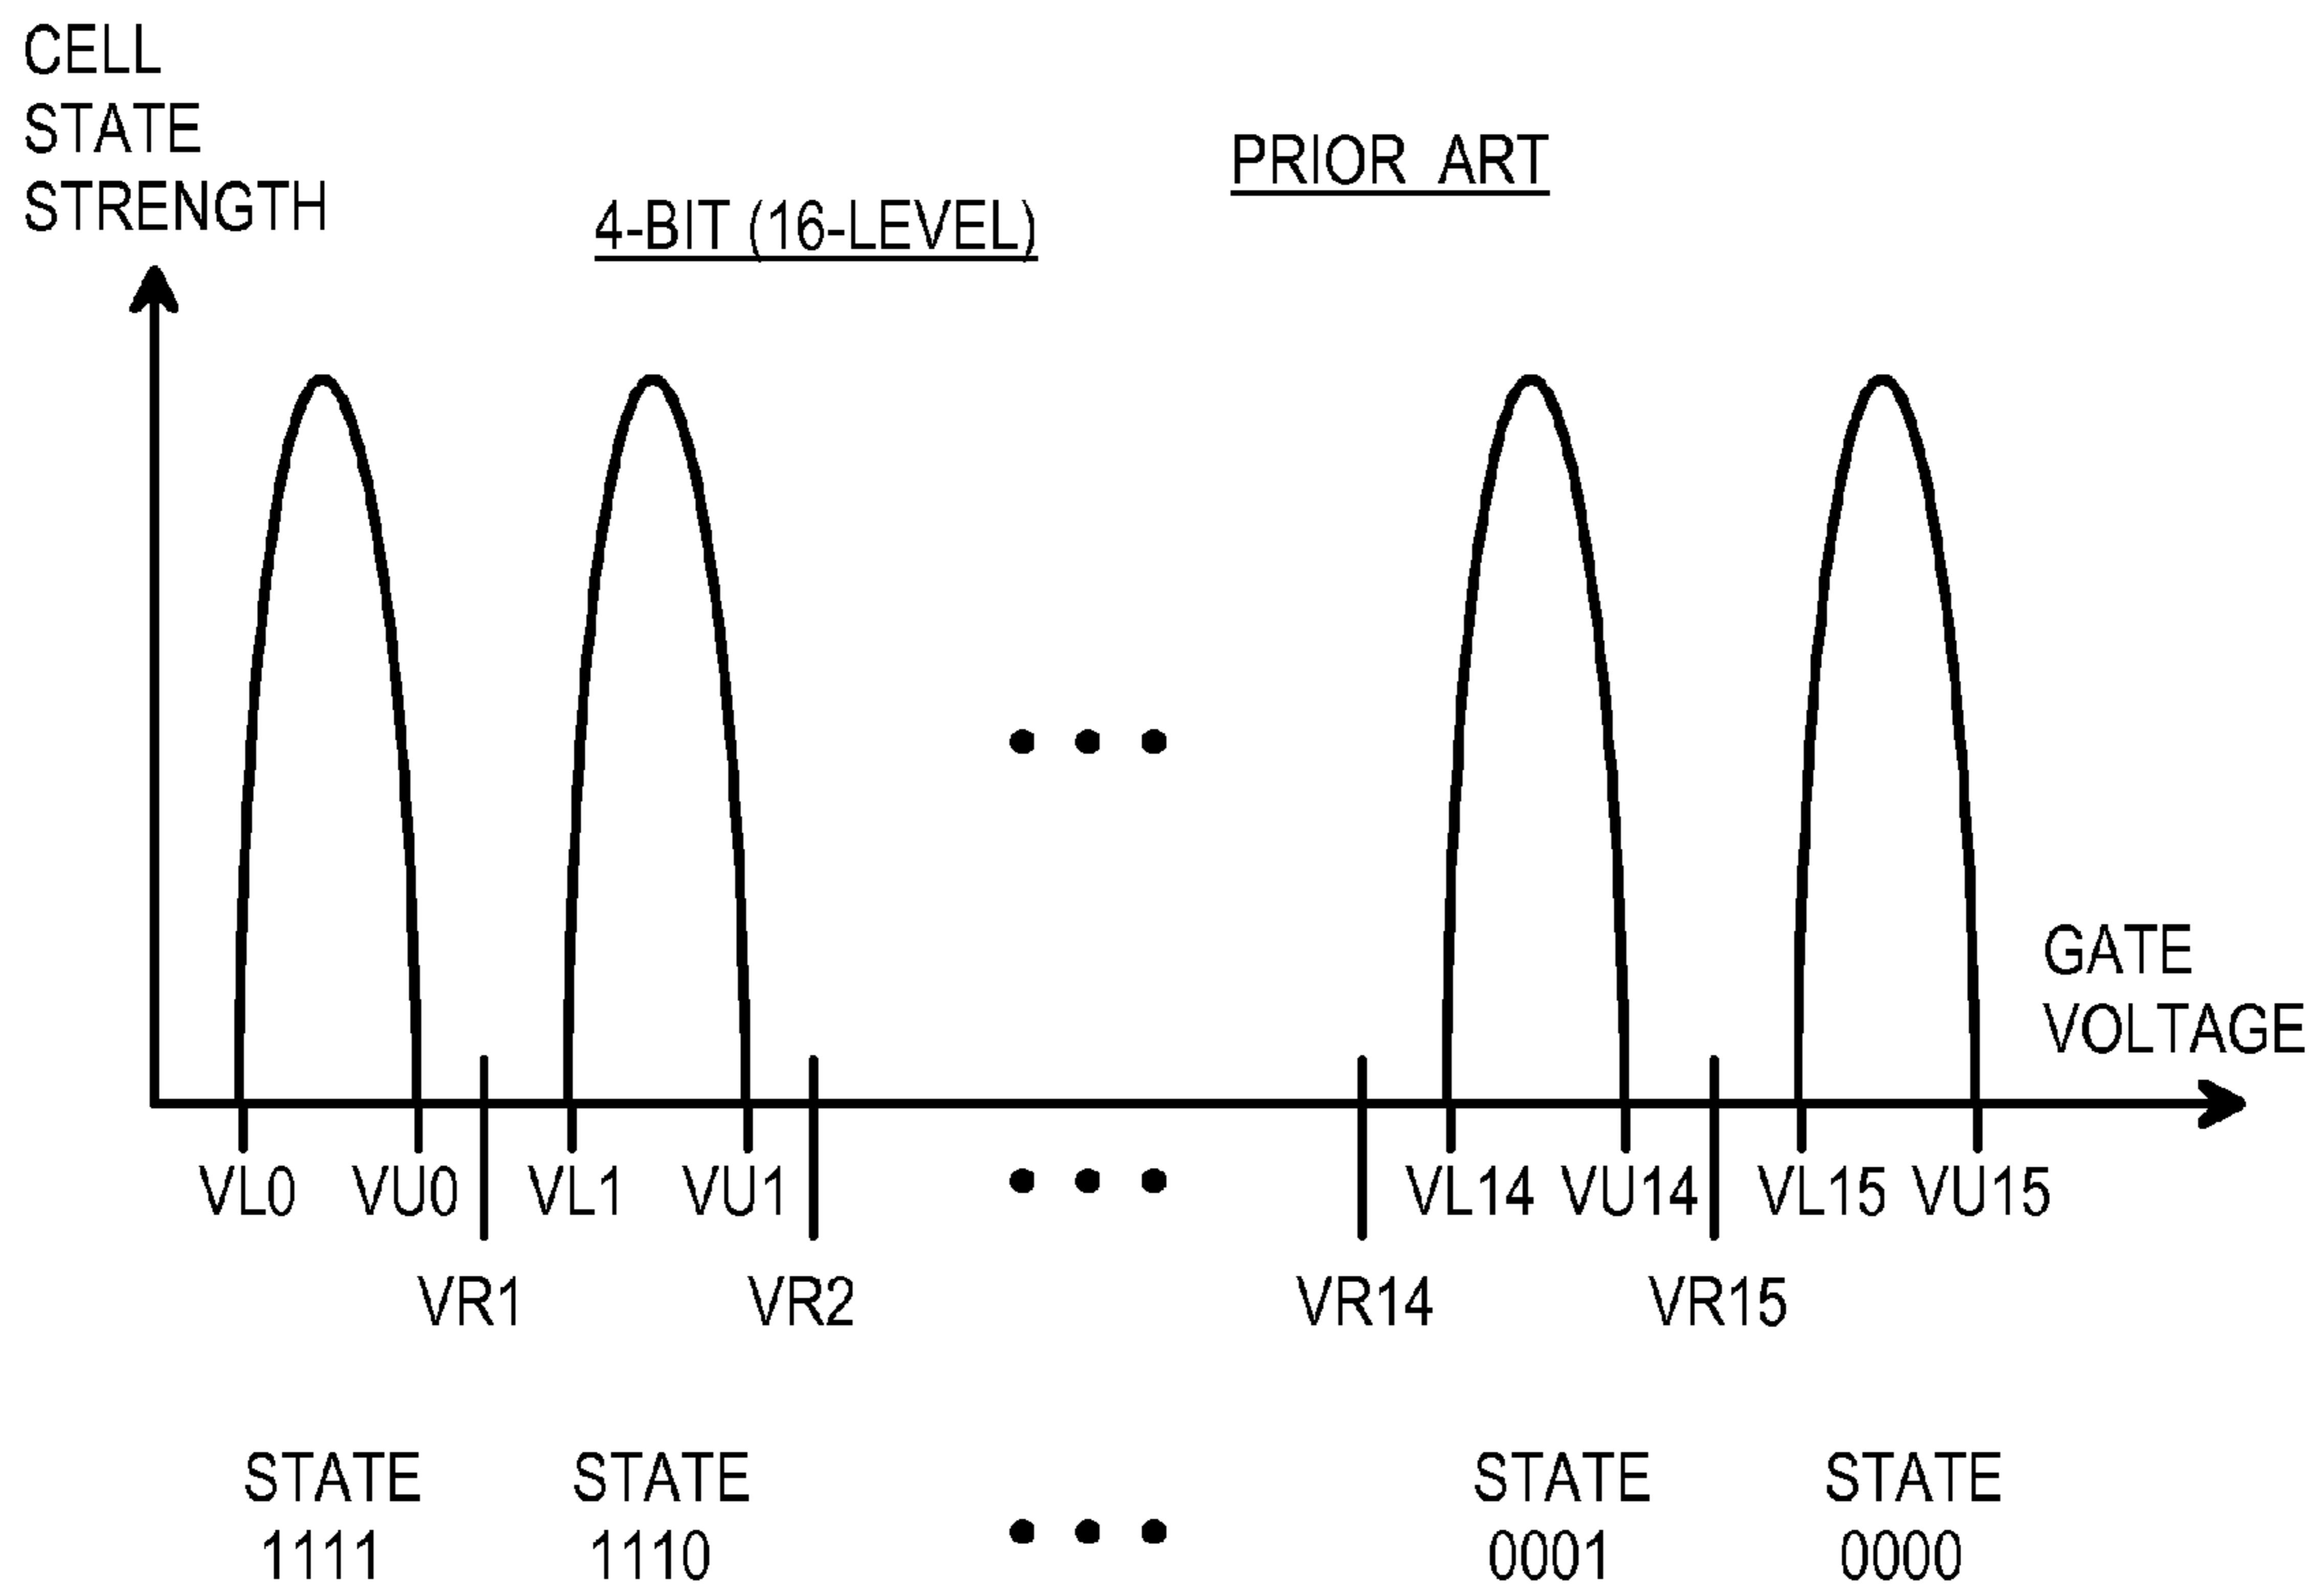 CELL
STATE
STRENGTH
PRIOR ART
4-BIT (16-LEVEL)
GATE
VOLTAGE
VL0 VU0 VL1 VU1 VL14 VU14 VL15 VU15
VR1 VR2 VR14 VR15
STATE STATE STATE STATE
1111 1110 0001 0000